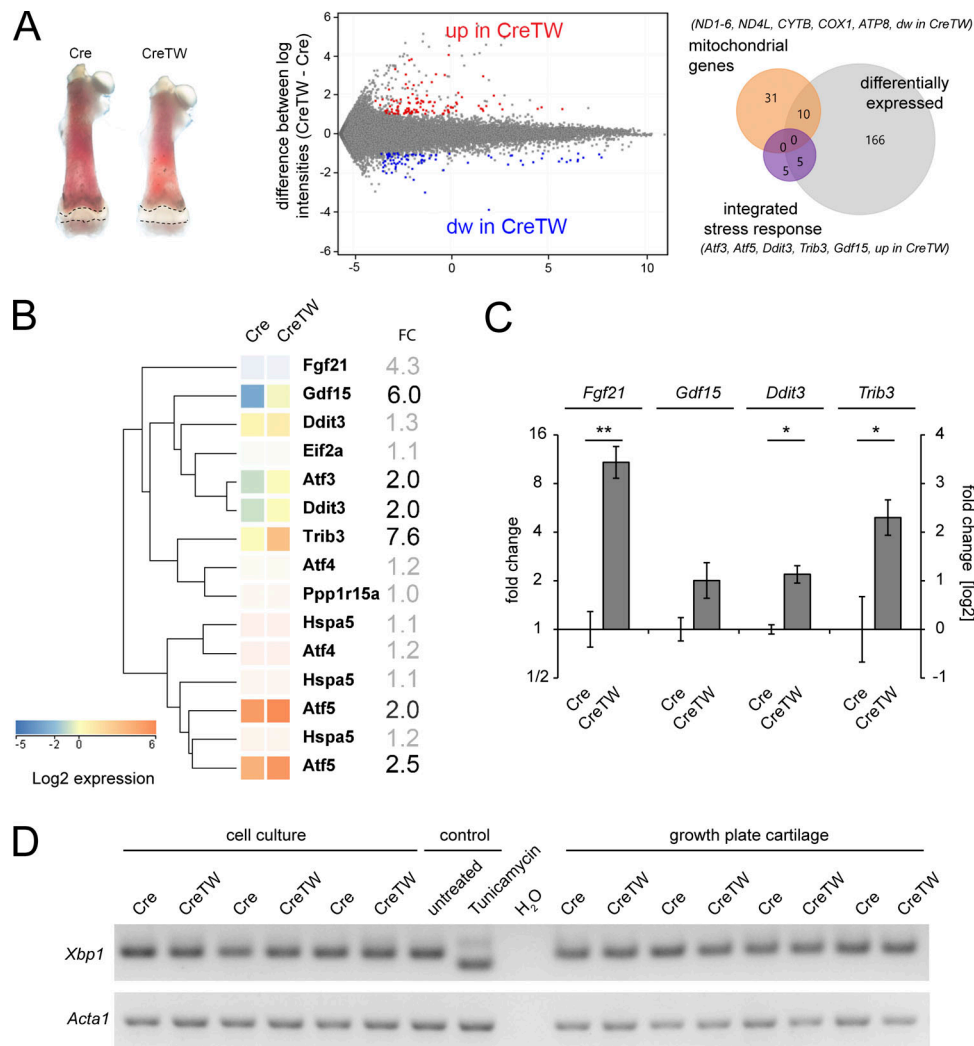 A
Cre
CreTW
difference between log
intensities (CreTW - Cre)
6
4
2
0
-2
-4
-6
up in CreTW
dw in CreTW
-5
0
5
10
(ND1-6, ND4L, CYTB, COX1, ATP8, dw in CreTW)
mitochondrial
genes
differentially
expressed
31
10
166
0
0
5
5
integrated
stress response
(Atf3, Atf5, Ddit3, Trib3, Gdf15, up in CreTW)
B
Cre
CreTW
FC
Fgf21 4.3
Gdf15 6.0
Ddit3 1.3
Eif2a 1.1
Atf3 2.0
Ddit3 2.0
Trib3 7.6
Atf4 1.2
Ppp1r15a 1.0
Hspa5 1.1
Atf4 1.2
Hspa5 1.1
Atf5 2.0
Hspa5 1.2
Atf5 2.5
-5 -2 0 6
Log2 expression
C
Fgf21 Gdf15 Ddit3 Trib3
** * *
fold change
16
8
4
2
1
1/2
fold change [log2]
4
3
2
1
0
-1
Cre CreTW Cre CreTW Cre CreTW Cre CreTW
D
cell culture control growth plate cartilage
Cre CreTW Cre CreTW Cre CreTW untreated Tunicamycin H2O Cre CreTW Cre CreTW Cre CreTW Cre CreTW
Xbp1
Acta1